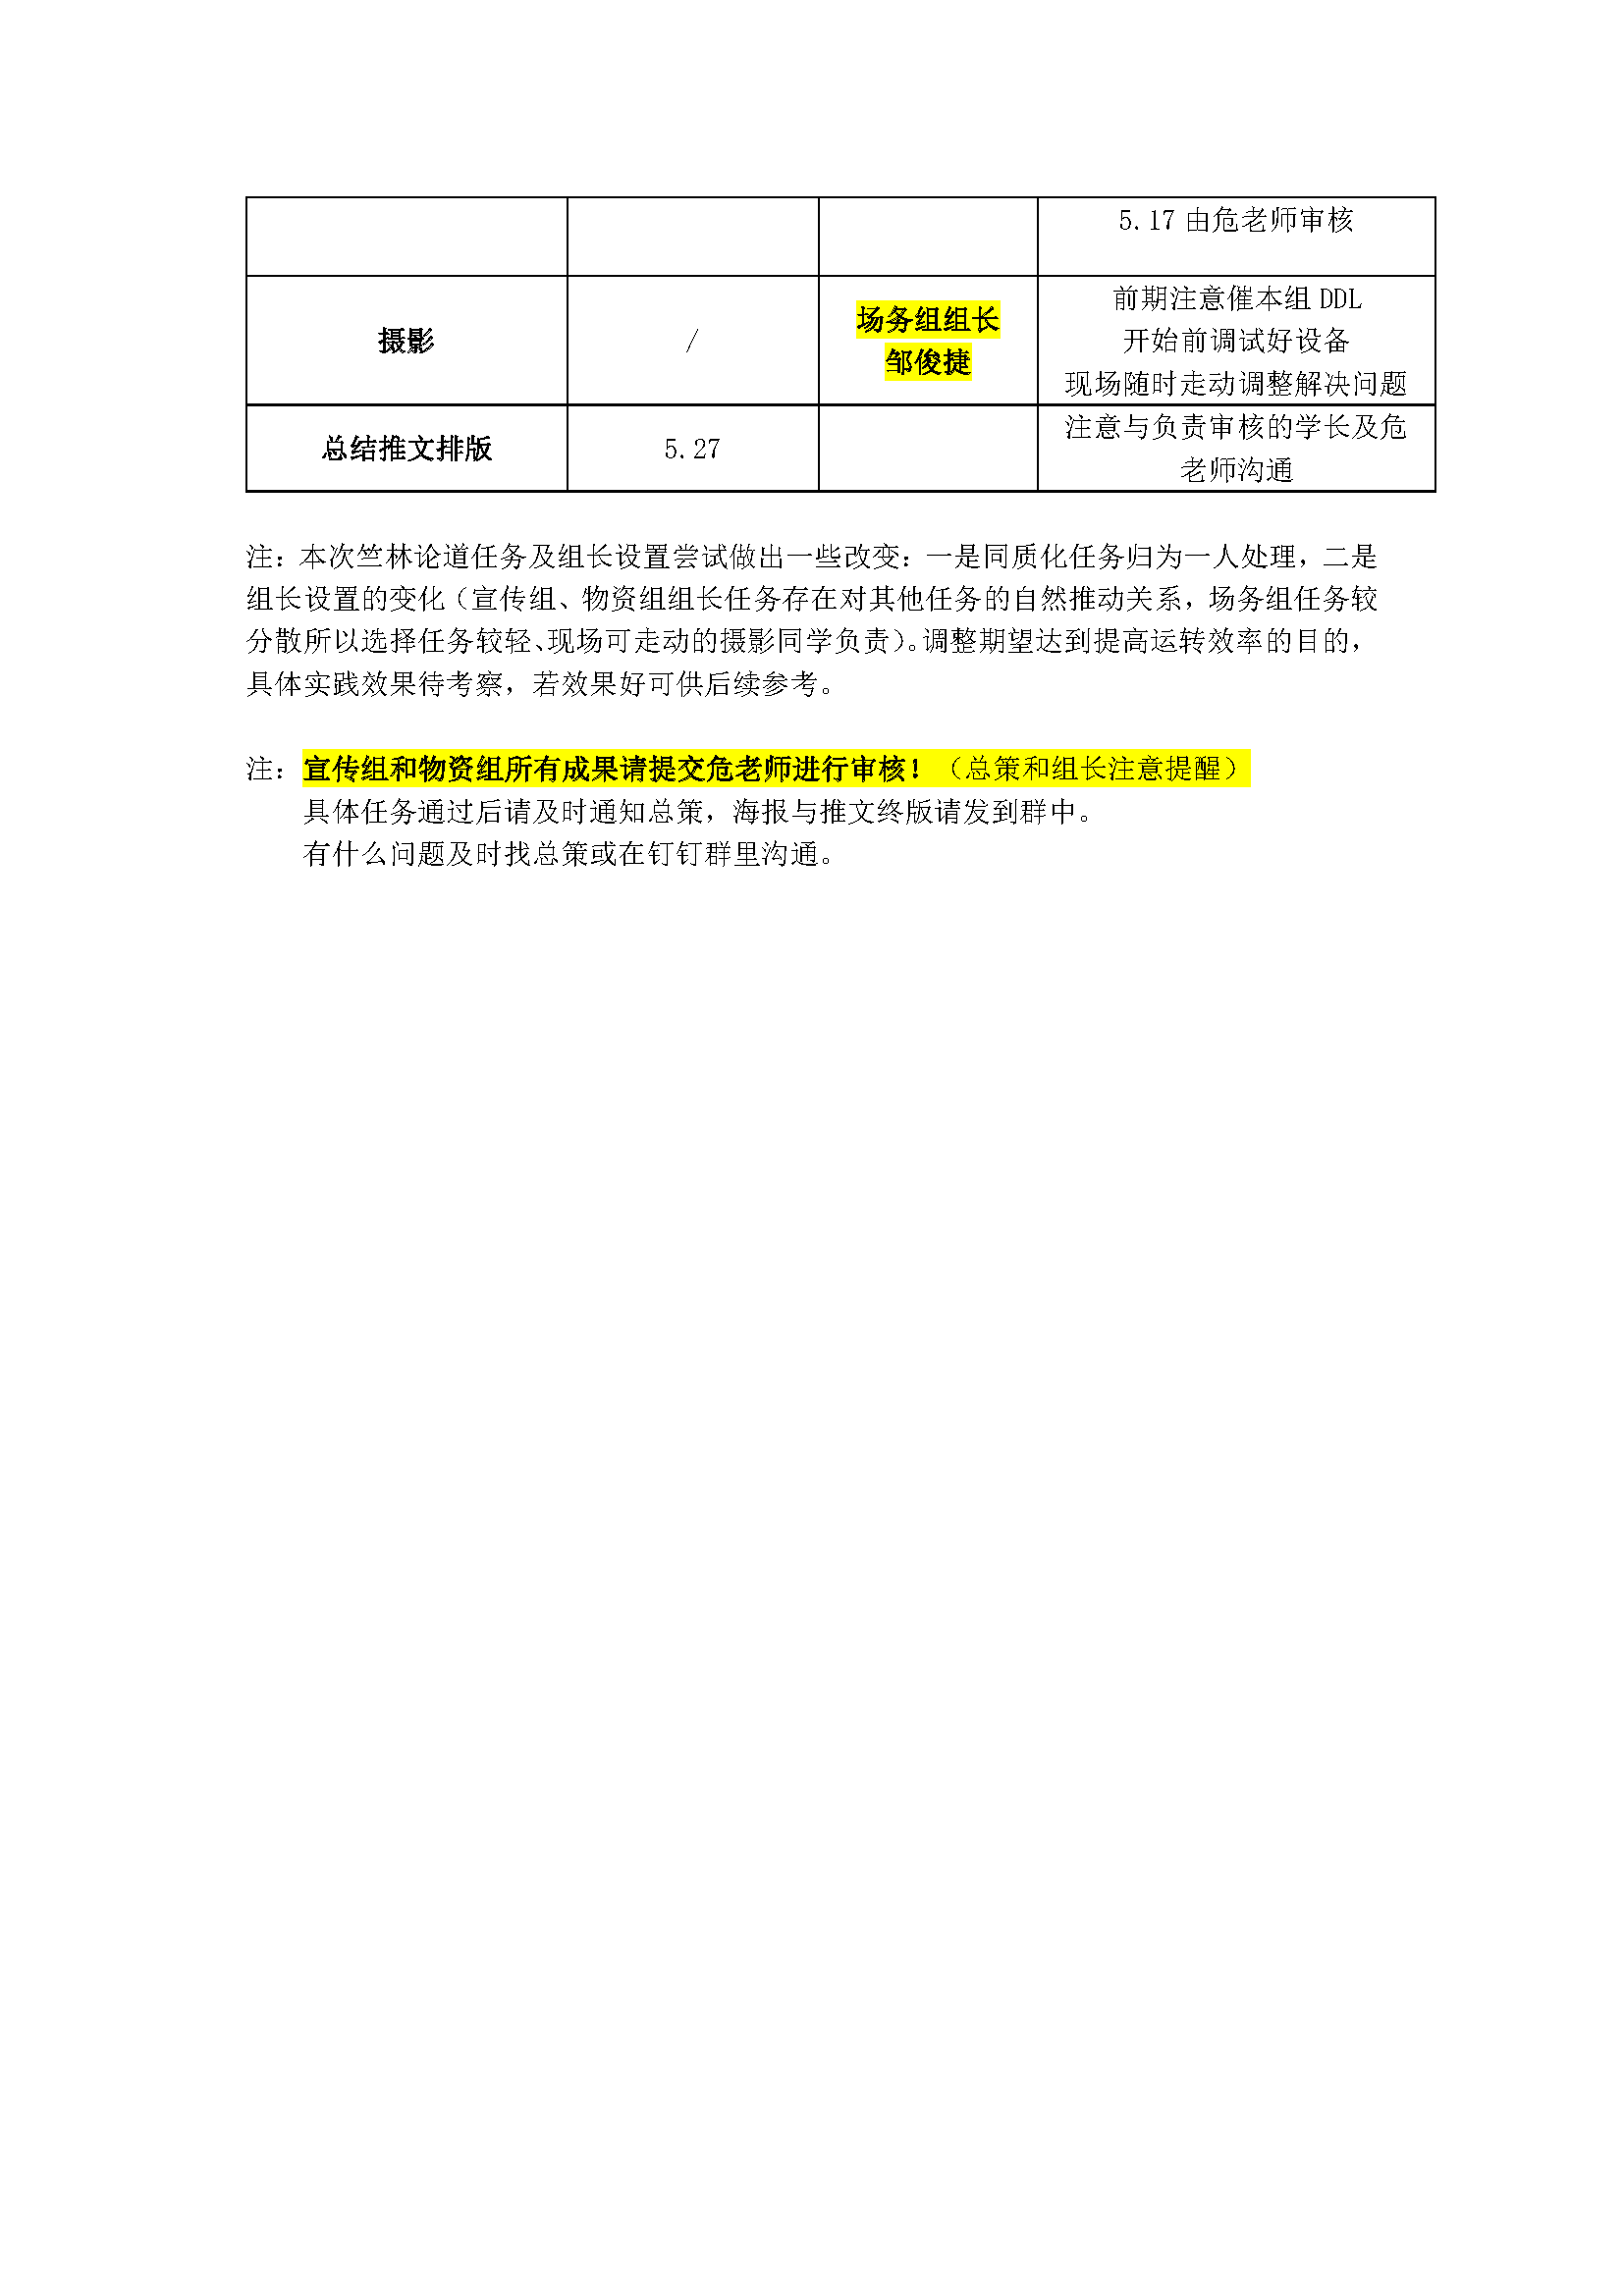 5.17 由危老师审核
摄影
/
场务组组长
邹俊捷
前期注意催本组 DDL
开始前调试好设备
现场随时走动调整解决问题
总结推文排版
5.27
注意与负责审核的学长及危
老师沟通
注：本次竺林论道任务及组长设置尝试做出一些改变：一是同质化任务归为一人处理，二是
组长设置的变化（宣传组、物资组组长任务存在对其他任务的自然推动关系，场务组任务较
分散所以选择任务较轻、现场可走动的摄影同学负责）。调整期望达到提高运转效率的目的，
具体实践效果待考察，若效果好可供后续参考。
注：宣传组和物资组所有成果请提交危老师进行审核！（总策和组长注意提醒）
具体任务通过后请及时通知总策，海报与推文终版请发到群中。
有什么问题及时找总策或在钉钉群里沟通。